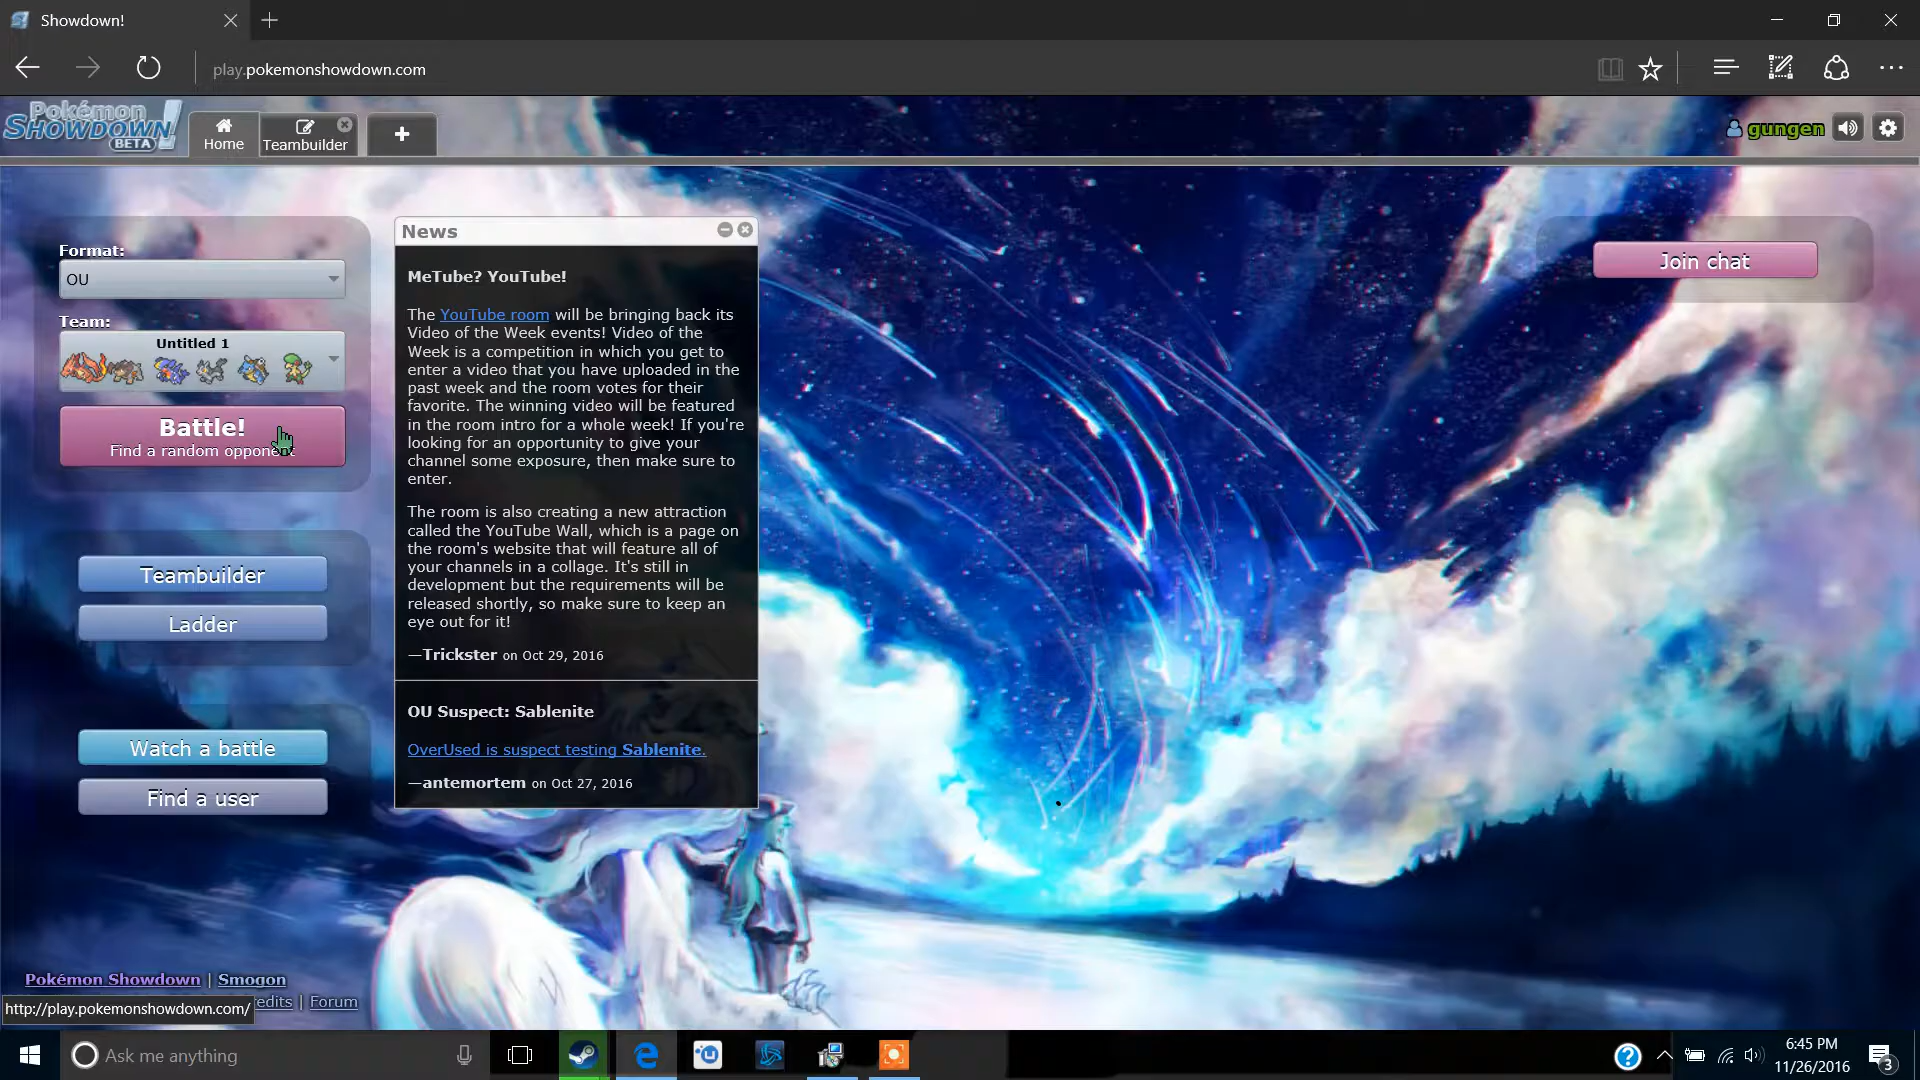 Showdown!
play.pokemonshowdown.com
Pokémon
SHOWDOWN!
BETA
Home
Teambuilder
gungen
Format:
OU
Team:
Untitled 1
Battle!
Find a random opponent
Teambuilder
Ladder
Watch a battle
Find a user
News
MeTube? YouTube!
The YouTube room will be bringing back its
Video of the Week events! Video of the
Week is a competition in which you get to
enter a video that you have uploaded in the
past week and the room votes for their
favorite. The winning video will be featured
in the room intro for a whole week! If you're
looking for an opportunity to give your
channel some exposure, then make sure to
enter.
The room is also creating a new attraction
called the YouTube Wall, which is a page on
the room's website that will feature all of
your channels in a collage. It's still in
development but the requirements will be
released shortly, so make sure to keep an
eye out for it!
—Trickster on Oct 29, 2016
OU Suspect: Sablenite
OverUsed is suspect testing Sablenite.
—antemortem on Oct 27, 2016
Join chat
Pokémon Showdown | Smogon
edits | Forum
http://play.pokemonshowdown.com/
Ask me anything
6:45 PM
11/26/2016
3